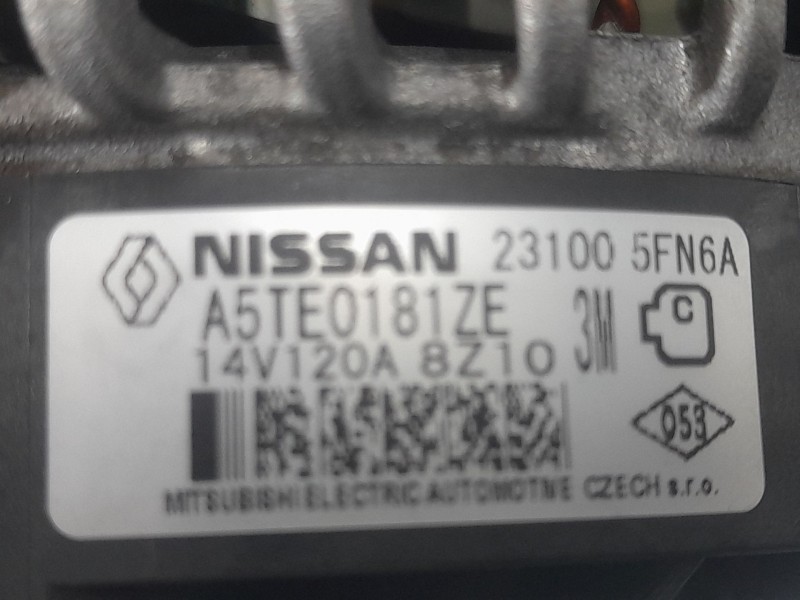 NISSAN 23100 5FN6A
A5TE0181ZE 3M C
14V120A 8Z10
053
MITSUBISHI ELECTRIC AUTOMOTIVE CZECH s.r.o.